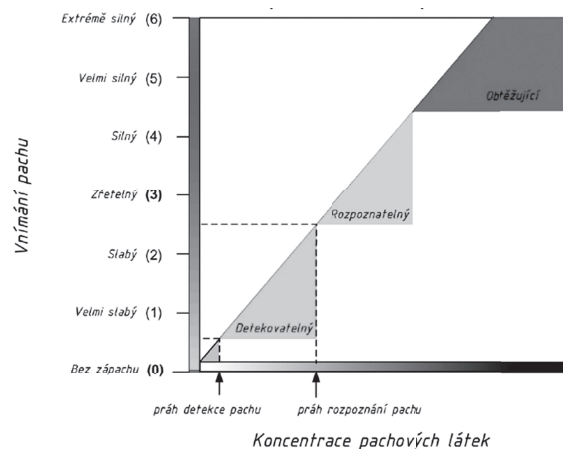 Extrémě silný (6)
Velmi silný (5)
Obtěžující
Silný (4)
Zřetelný (3)
Rozpoznatelný
Slabý (2)
Velmi slabý (1)
Detekovatelný
Bez zápachu (0)
Vnímání pachu
práh detekce pachu
práh rozpoznání pachu
Koncentrace pachových látek